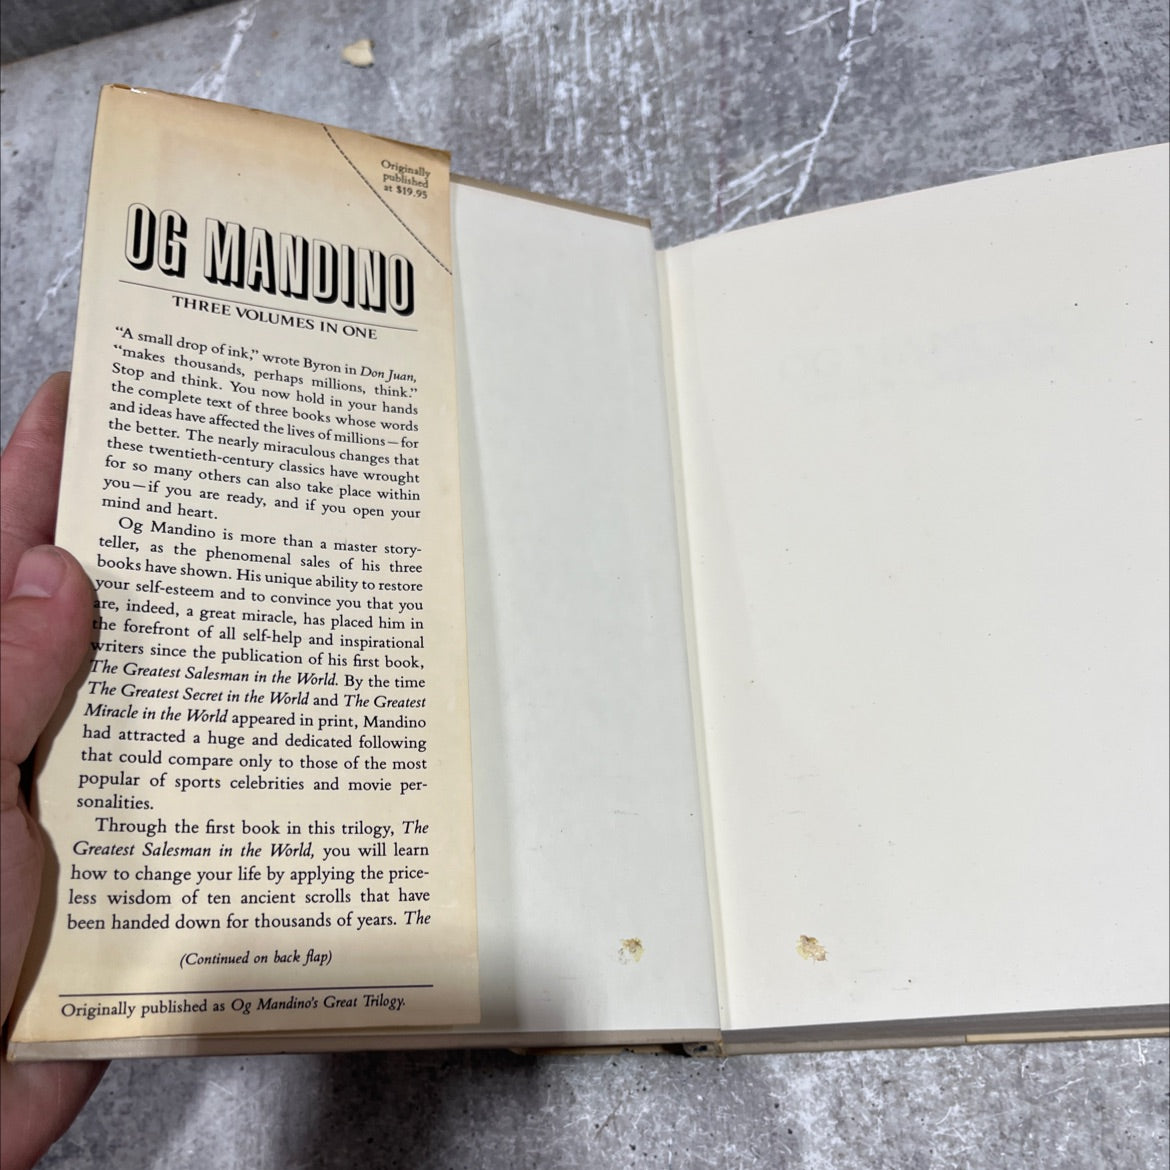 Originally
published
at $19.95
OG MANDINO
THREE VOLUMES IN ONE
“A small drop of ink,” wrote Byron in Don Juan,
“makes thousands, perhaps millions, think.”
Stop and think. You now hold in your hands
the complete text of three books whose words
and ideas have affected the lives of millions—for
the better. The nearly miraculous changes that
these twentieth-century classics have wrought
for so many others can also take place within
you—if you are ready, and if you open your
mind and heart.
Og Mandino is more than a master story-
teller, as the phenomenal sales of his three
books have shown. His unique ability to restore
your self-esteem and to convince you that you
are, indeed, a great miracle, has placed him in
the forefront of all self-help and inspirational
writers since the publication of his first book,
The Greatest Salesman in the World. By the time
The Greatest Secret in the World and The Greatest
Miracle in the World appeared in print, Mandino
had attracted a huge and dedicated following
that could compare only to those of the most
popular of sports celebrities and movie per-
sonalities.
Through the first book in this trilogy, The
Greatest Salesman in the World, you will learn
how to change your life by applying the price-
less wisdom of ten ancient scrolls that have
been handed down for thousands of years. The
(Continued on back flap)
Originally published as Og Mandino's Great Trilogy.